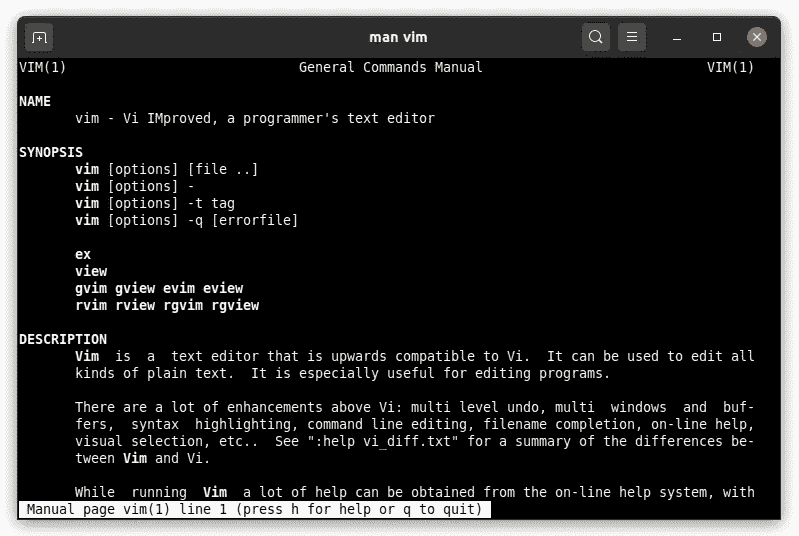 man vim
VIM(1) General Commands Manual VIM(1)
NAME
vim - Vi IMproved, a programmer's text editor
SYNOPSIS
vim [options] [file ..]
vim [options] -
vim [options] -t tag
vim [options] -q [errorfile]
ex
view
gvim gview evim eview
rvim rview rgvim rgview
DESCRIPTION
Vim is a text editor that is upwards compatible to Vi. It can be used to edit all
kinds of plain text. It is especially useful for editing programs.
There are a lot of enhancements above Vi: multi level undo, multi windows and buf-
fers, syntax highlighting, command line editing, filename completion, on-line help,
visual selection, etc.. See ":help vi_diff.txt" for a summary of the differences be-
tween Vim and Vi.
While running Vim a lot of help can be obtained from the on-line help system, with
Manual page vim(1) line 1 (press h for help or q to quit)